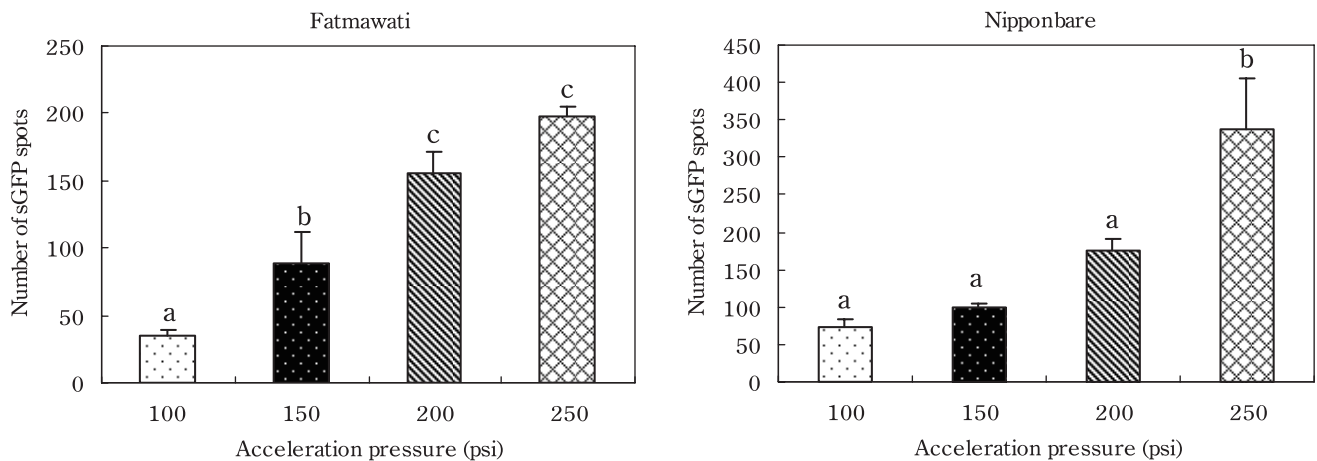 Fatmawati
250
200
150
100
50
0
Number of sGFP spots
a
b
c
c
100 150 200 250
Acceleration pressure (psi)
Nipponbare
450
400
350
300
250
200
150
100
50
0
Number of sGFP spots
a
a
a
b
100 150 200 250
Acceleration pressure (psi)